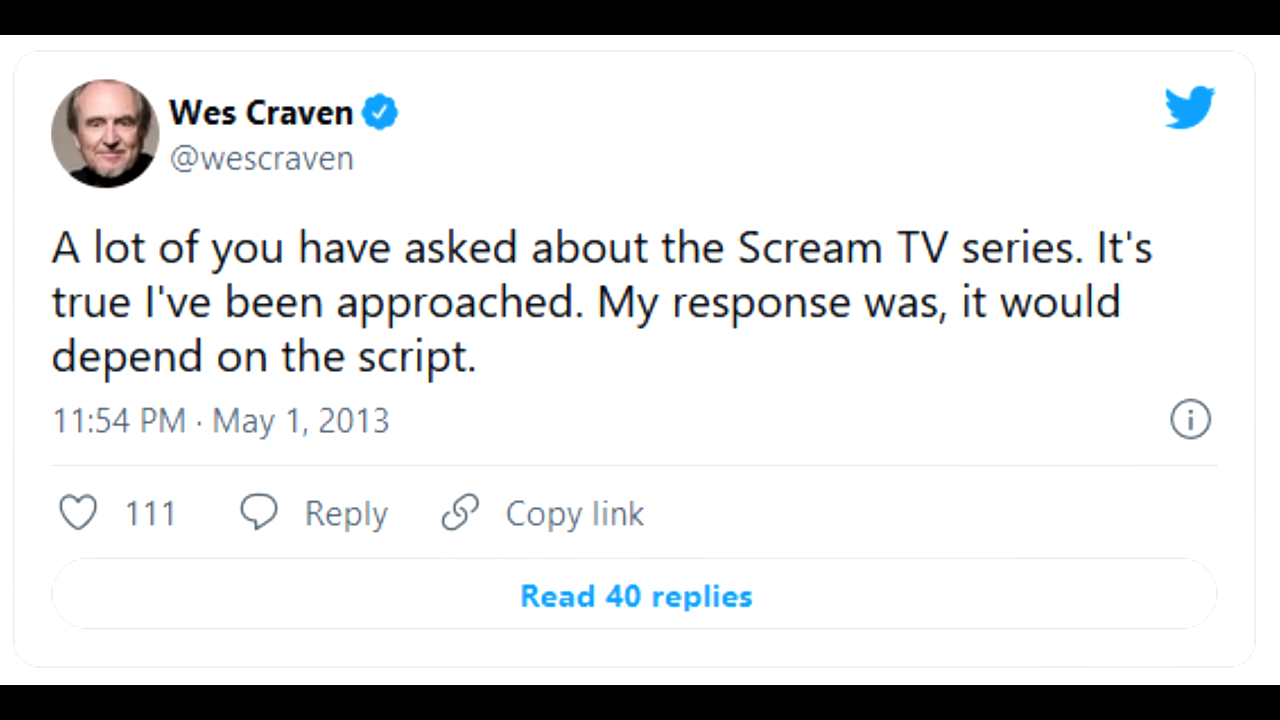 Wes Craven
@wescraven
A lot of you have asked about the Scream TV series. It's
true I've been approached. My response was, it would
depend on the script.
11:54 PM · May 1, 2013
111 Reply Copy link
Read 40 replies